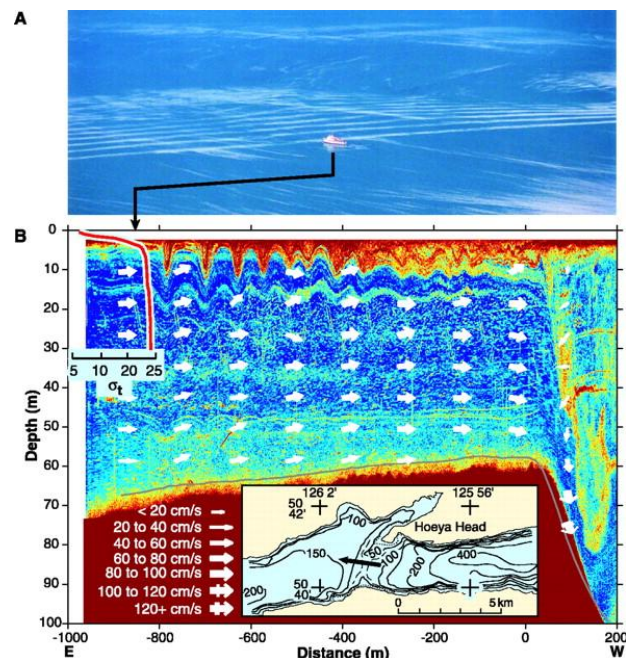 A
B
0
10
20
30
40
50
60
70
80
90
100
Depth (m)
5 15 25
σt
< 20 cm/s
20 to 40 cm/s
40 to 60 cm/s
60 to 80 cm/s
80 to 100 cm/s
100 to 120 cm/s
120+ cm/s
126 2' 125 56'
50
42'
100
Hoeya Head
150
<50
100
200
400
200
50
40'
0 5 km
-1000 -800 -600 -400 -200 0 200
E Distance (m) W